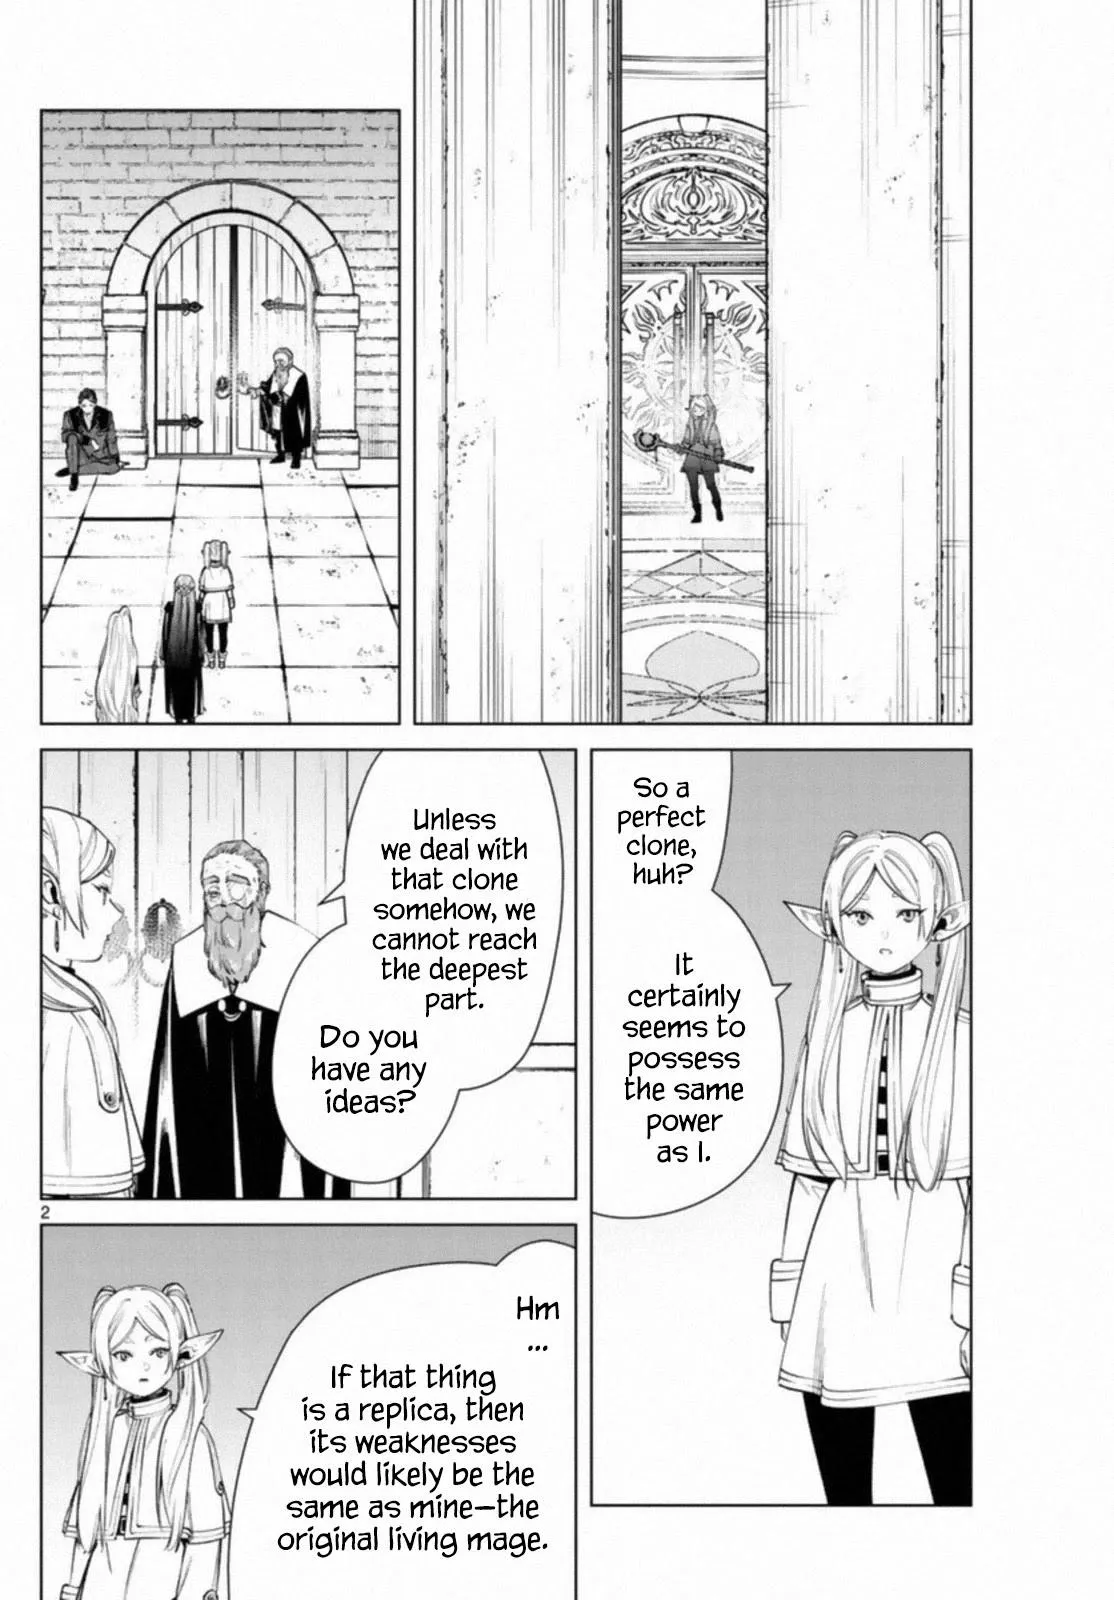 So a
perfect
clone,
huh?
It
certainly
seems to
possess
the same
power
as I.
Unless
we deal with
that clone
somehow, we
cannot reach
the deepest
part.
Do you
have any
ideas?
2
Hm
...
If that thing
is a replica, then
its weaknesses
would likely be the
same as mine—the
original living mage.